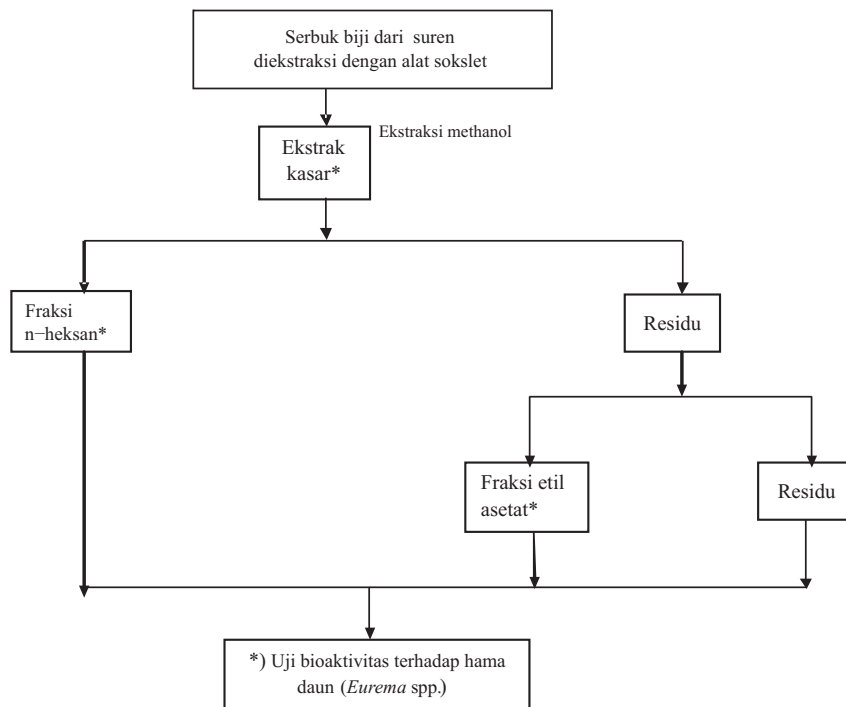 Serbuk biji dari suren
diekstraksi dengan alat sokslet
Ekstraksi methanol
Ekstrak
kasar*
Fraksi
n−heksan*
Residu
Fraksi etil
asetat*
Residu
*) Uji bioaktivitas terhadap hama
daun (Eurema spp.)